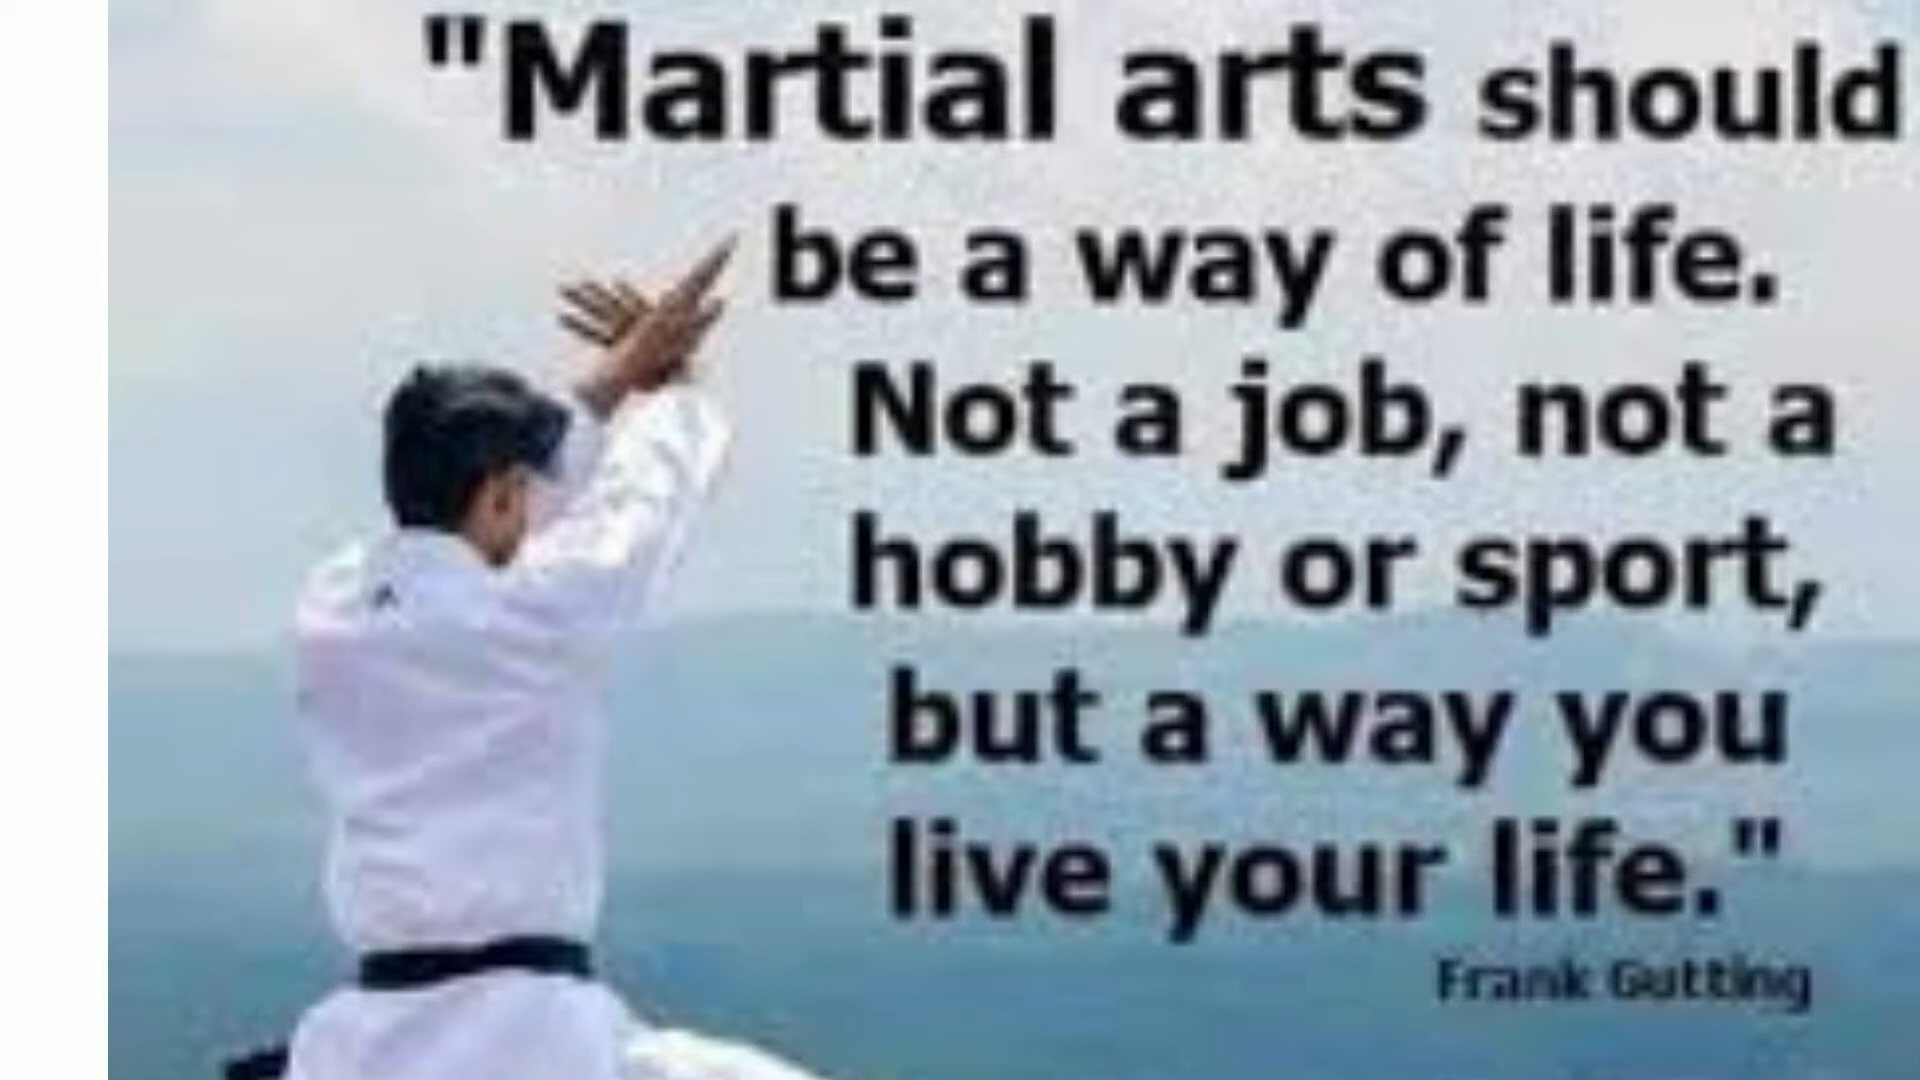 "Martial arts should
be a way of life.
Not a job, not a
hobby or sport,
but a way you
live your life."
Frank Gutting